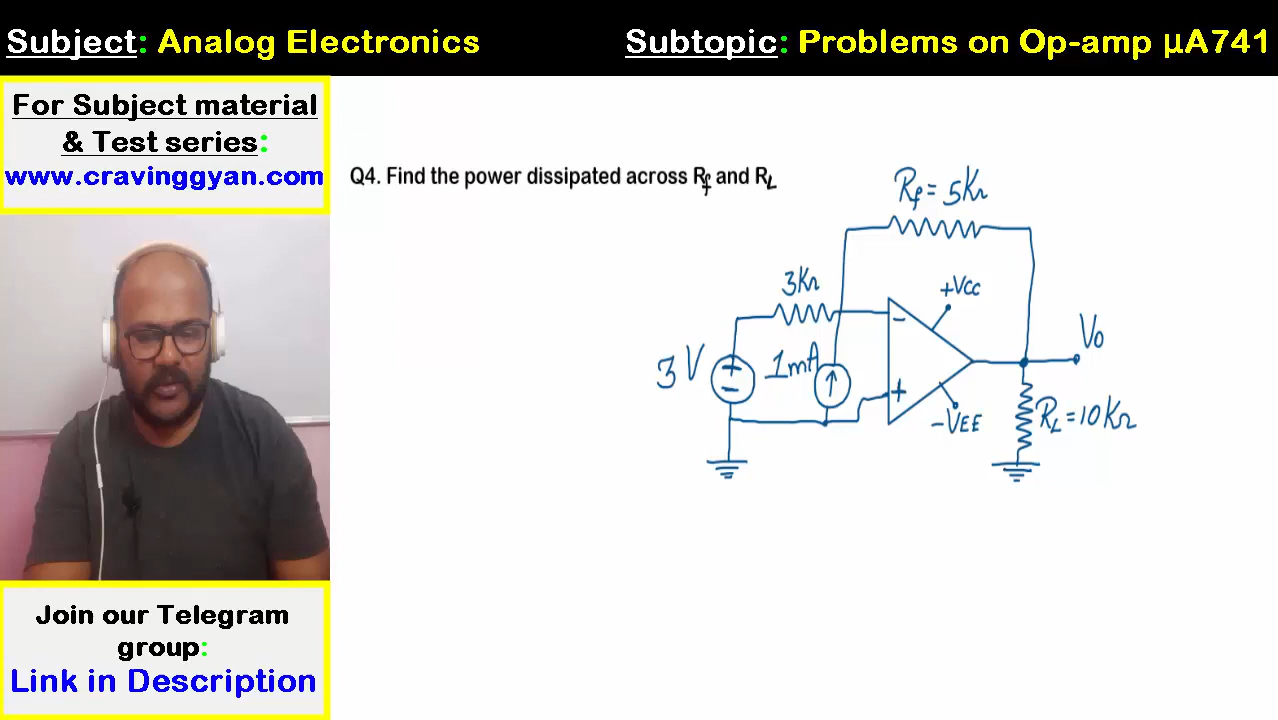 Subject: Analog Electronics
Subtopic: Problems on Op-amp µA741
For Subject material
& Test series:
www.cravinggyan.com
Q4. Find the power dissipated across Rf and RL
Rf = 5KΩ
3KΩ
+VCC
-
3V
+
-
1mA
+
Vo
-VEE
RL=10KΩ
Join our Telegram
group:
Link in Description